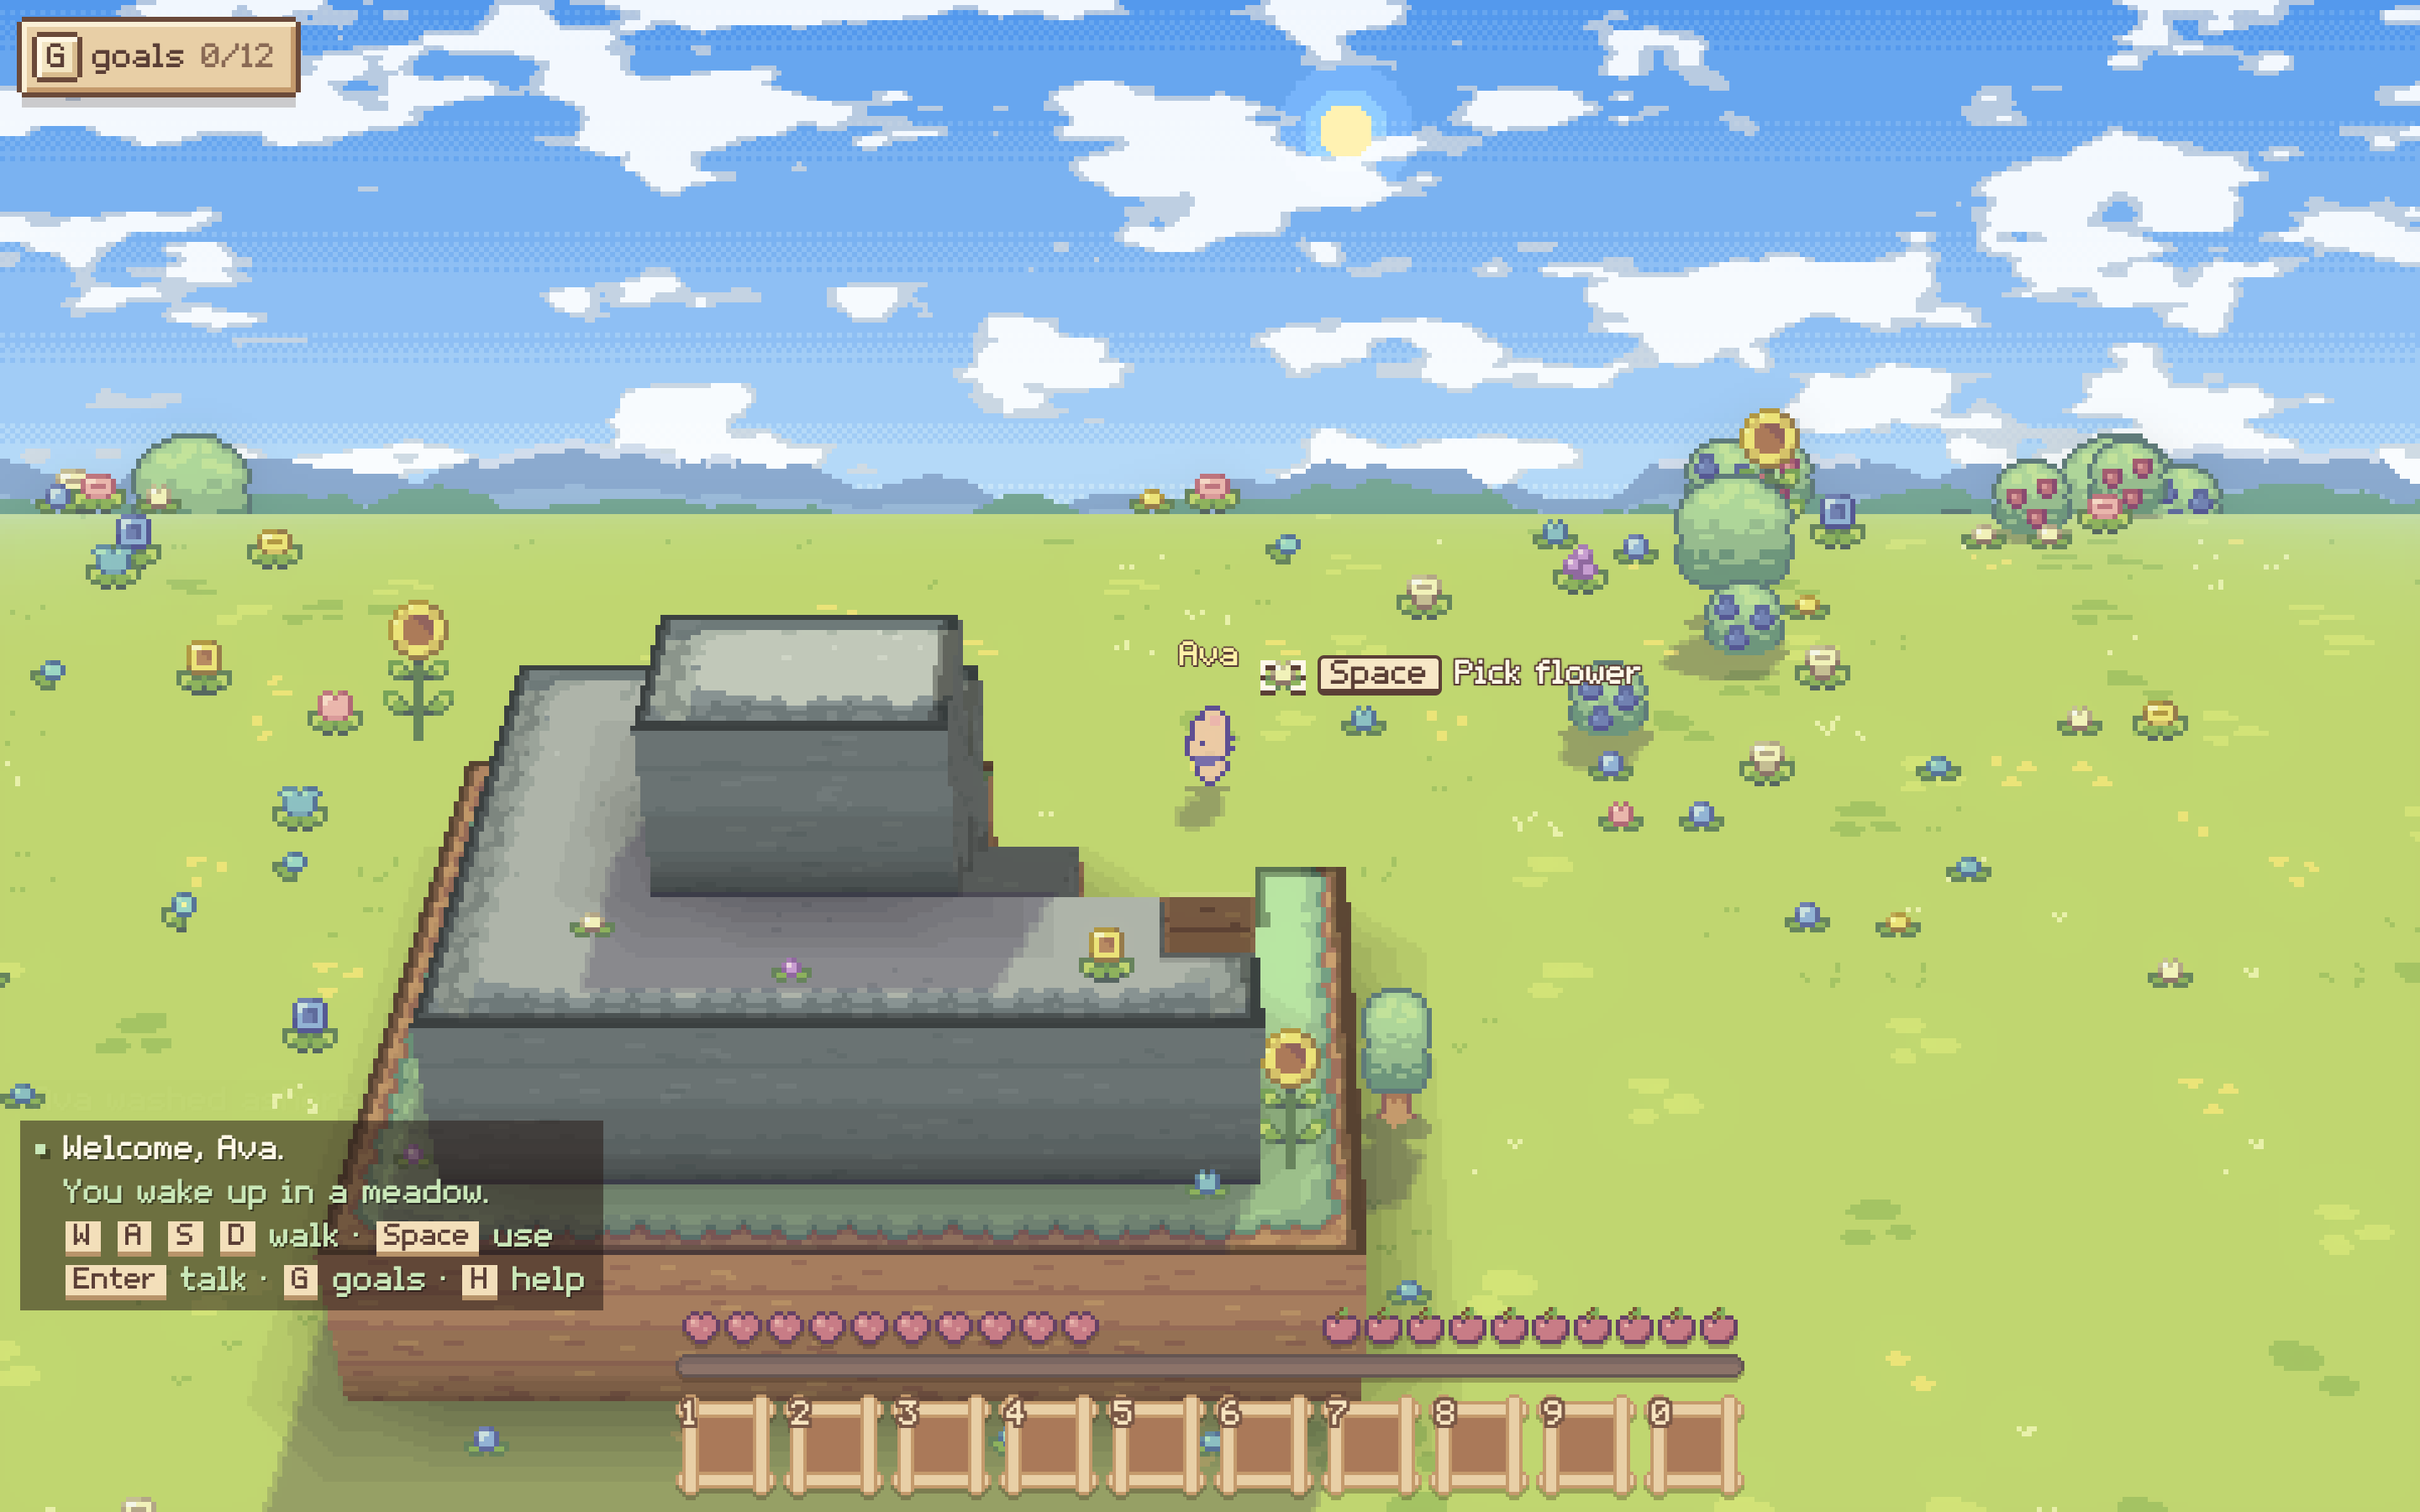 G goals 0/12
Ava
Space Pick flower
Welcome, Ava.
You wake up in a meadow.
W A S D walk · Space use
Enter talk · G goals · H help
1 2 3 4 5 6 7 8 9 0